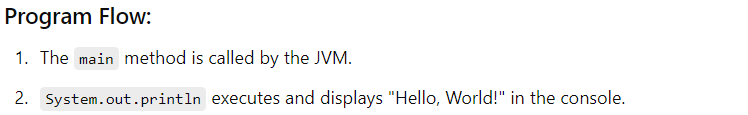 Program Flow:
1. The main method is called by the JVM.
2. System.out.println executes and displays "Hello, World!" in the console.